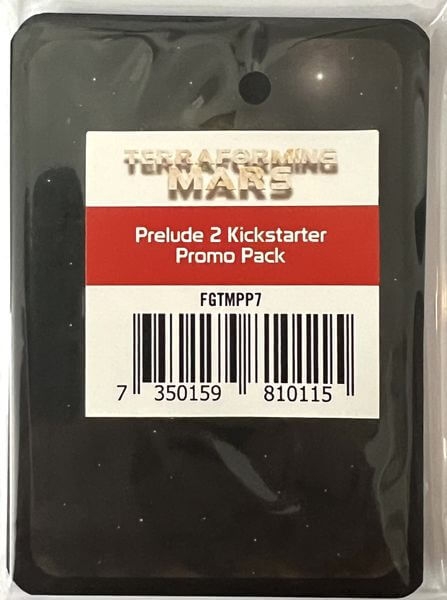 TERRAFORMING
MARS
Prelude 2 Kickstarter
Promo Pack
FGTMPP7
7 350159 810115